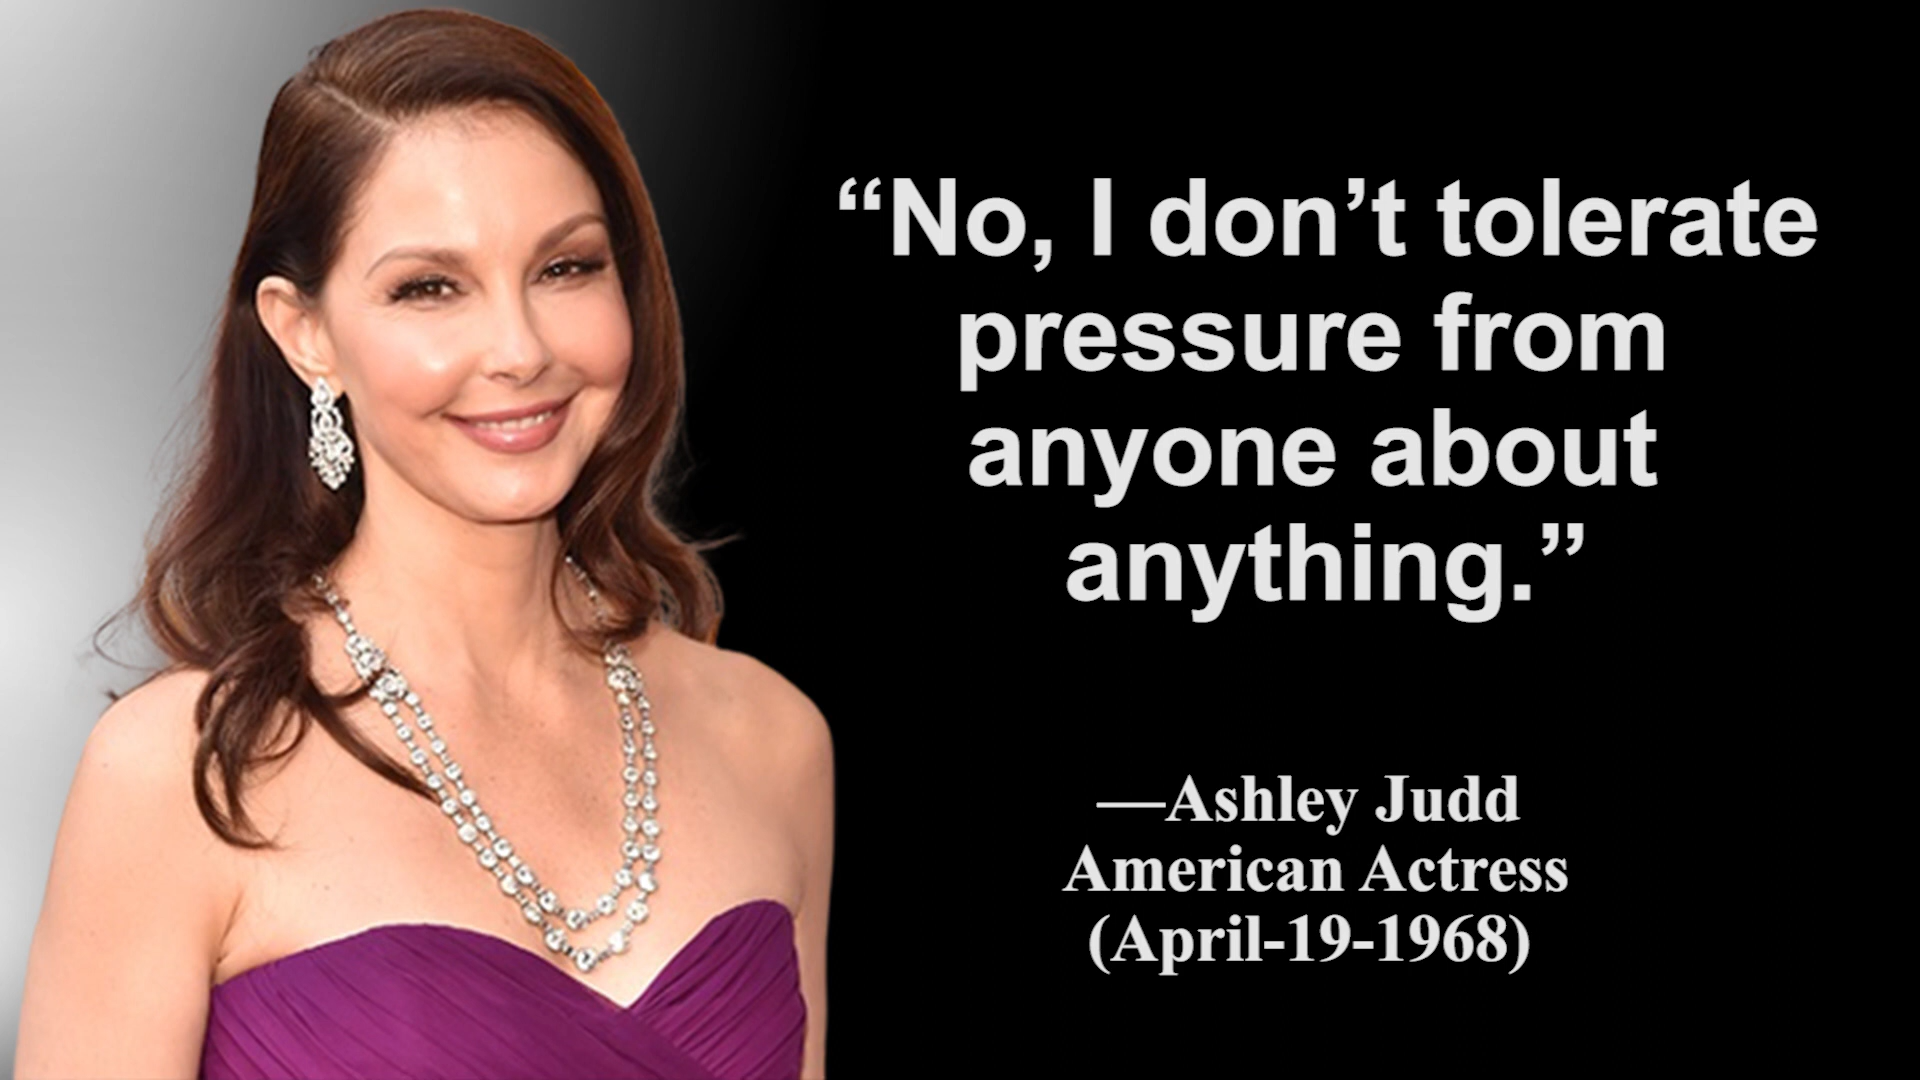 “No, I don’t tolerate
pressure from
anyone about
anything.”
—Ashley Judd
American Actress
(April-19-1968)